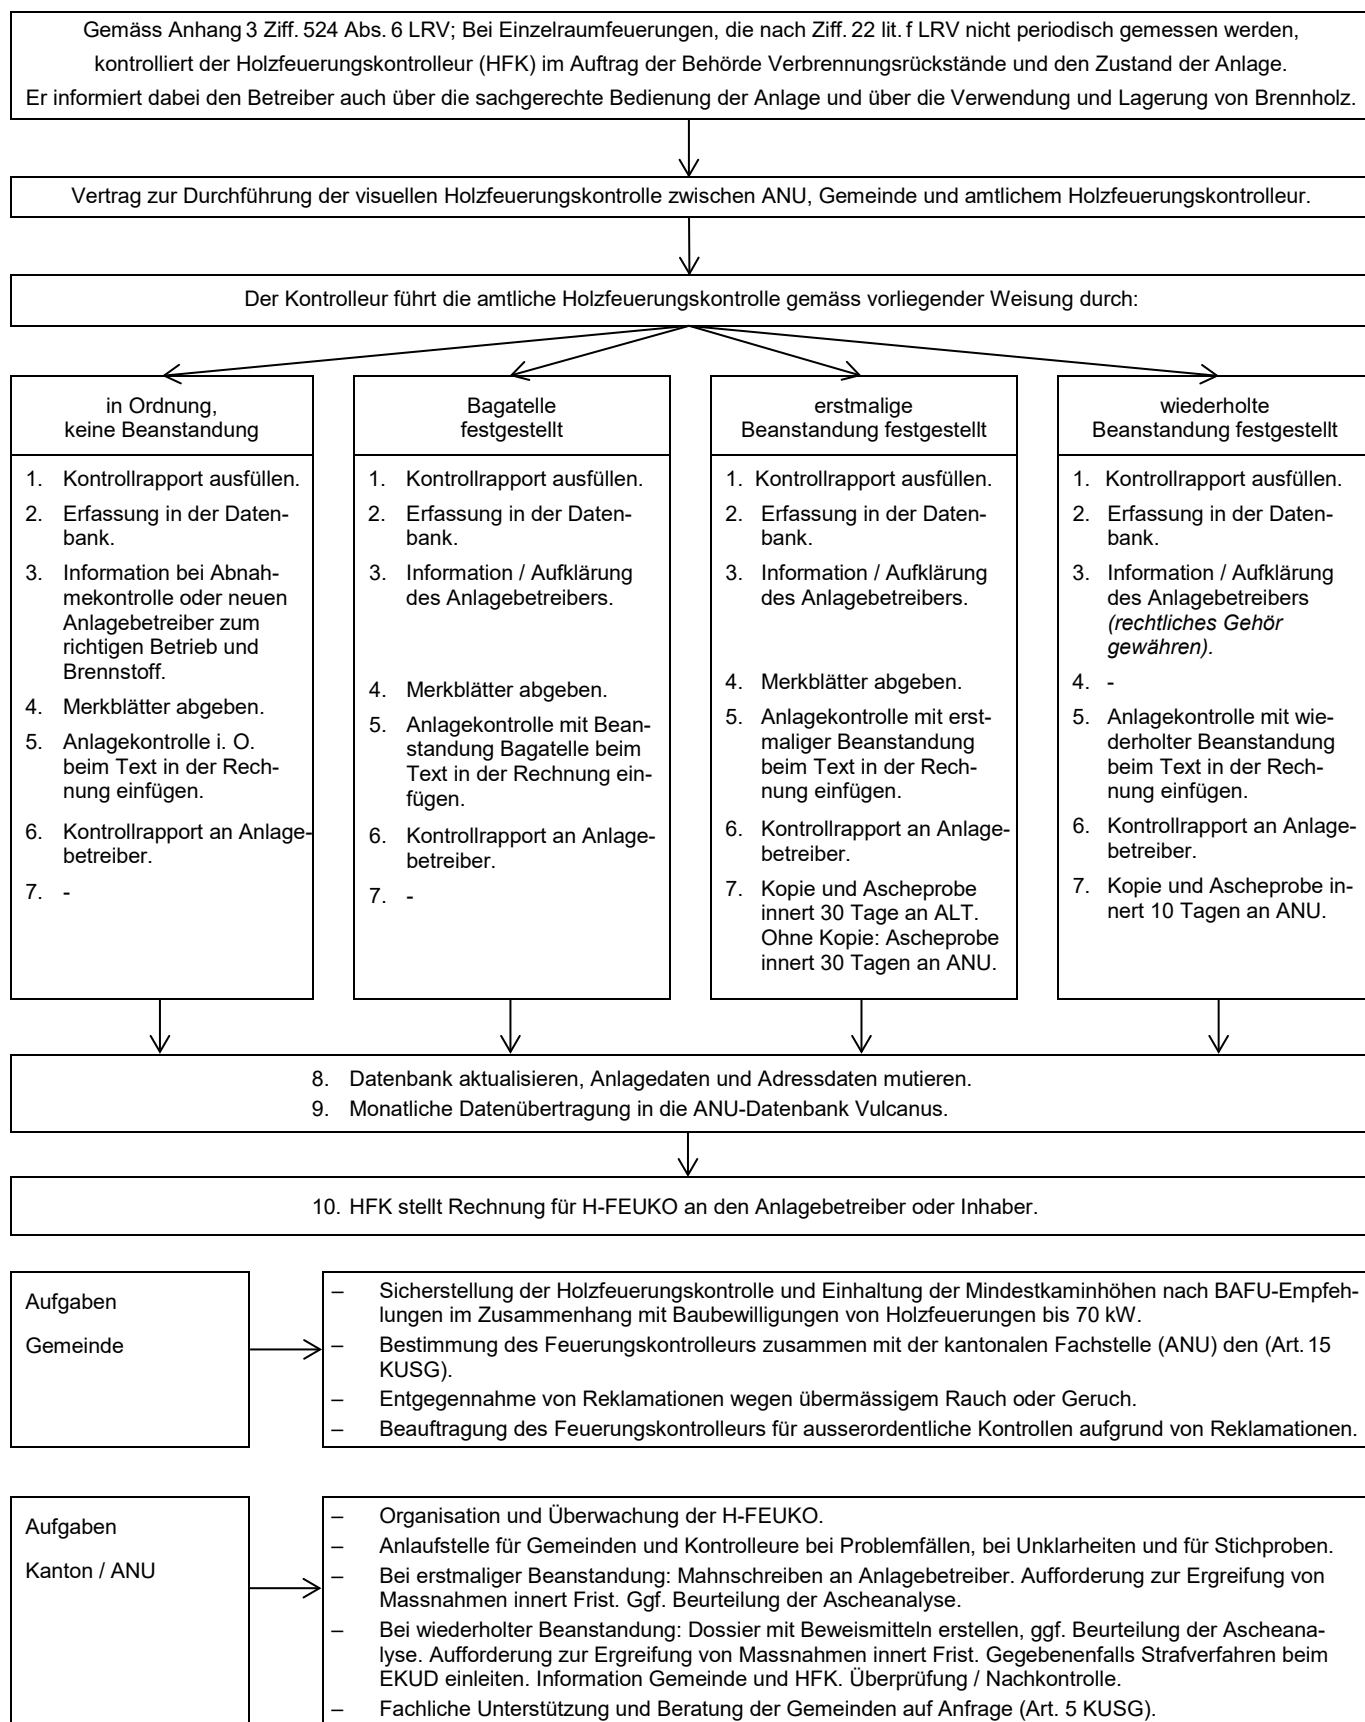 Gemäss Anhang 3 Ziff. 524 Abs. 6 LRV; Bei Einzelraumfeuerungen, die nach Ziff. 22 lit. f LRV nicht periodisch gemessen werden,
kontrolliert der Holzfeuerungskontrolleur (HFK) im Auftrag der Behörde Verbrennungsrückstände und den Zustand der Anlage.
Er informiert dabei den Betreiber auch über die sachgerechte Bedienung der Anlage und über die Verwendung und Lagerung von Brennholz.
Vertrag zur Durchführung der visuellen Holzfeuerungskontrolle zwischen ANU, Gemeinde und amtlichem Holzfeuerungskontrolleur.
Der Kontrolleur führt die amtliche Holzfeuerungskontrolle gemäss vorliegender Weisung durch:
in Ordnung,
keine Beanstandung
1. Kontrollrapport ausfüllen.
2. Erfassung in der Daten-
bank.
3. Information bei Abnah-
mekontrolle oder neuen
Anlagebetreiber zum
richtigen Betrieb und
Brennstoff.
4. Merkblätter abgeben.
5. Anlagekontrolle i. O.
beim Text in der Rech-
nung einfügen.
6. Kontrollrapport an Anlage-
betreiber.
7. -
Bagatelle
festgestellt
1. Kontrollrapport ausfüllen.
2. Erfassung in der Daten-
bank.
3. Information / Aufklärung
des Anlagebetreibers.
4. Merkblätter abgeben.
5. Anlagekontrolle mit Bean-
standung Bagatelle beim
Text in der Rechnung ein-
fügen.
6. Kontrollrapport an Anlage-
betreiber.
7. -
erstmalige
Beanstandung festgestellt
1. Kontrollrapport ausfüllen.
2. Erfassung in der Daten-
bank.
3. Information / Aufklärung
des Anlagebetreibers.
4. Merkblätter abgeben.
5. Anlagekontrolle mit erst-
maliger Beanstandung
beim Text in der Rech-
nung einfügen.
6. Kontrollrapport an Anlage-
betreiber.
7. Kopie und Ascheprobe
innert 30 Tage an ALT.
Ohne Kopie: Ascheprobe
innert 30 Tagen an ANU.
wiederholte
Beanstandung festgestellt
1. Kontrollrapport ausfüllen.
2. Erfassung in der Daten-
bank.
3. Information / Aufklärung
des Anlagebetreibers
(rechtliches Gehör
gewähren).
4. -
5. Anlagekontrolle mit wie-
derholter Beanstandung
beim Text in der Rech-
nung einfügen.
6. Kontrollrapport an Anlage-
betreiber.
7. Kopie und Ascheprobe in-
nert 10 Tagen an ANU.
8. Datenbank aktualisieren, Anlagedaten und Adressdaten mutieren.
9. Monatliche Datenübertragung in die ANU-Datenbank Vulcanus.
10. HFK stellt Rechnung für H-FEUKO an den Anlagebetreiber oder Inhaber.
Aufgaben
Gemeinde
– Sicherstellung der Holzfeuerungskontrolle und Einhaltung der Mindestkaminhöhen nach BAFU-Empfeh-
lungen im Zusammenhang mit Baubewilligungen von Holzfeuerungen bis 70 kW.
– Bestimmung des Feuerungskontrolleurs zusammen mit der kantonalen Fachstelle (ANU) den (Art. 15
KUSG).
– Entgegennahme von Reklamationen wegen übermässigem Rauch oder Geruch.
– Beauftragung des Feuerungskontrolleurs für ausserordentliche Kontrollen aufgrund von Reklamationen.
Aufgaben
Kanton / ANU
– Organisation und Überwachung der H-FEUKO.
– Anlaufstelle für Gemeinden und Kontrolleure bei Problemfällen, bei Unklarheiten und für Stichproben.
– Bei erstmaliger Beanstandung: Mahnschreiben an Anlagebetreiber. Aufforderung zur Ergreifung von
Massnahmen innert Frist. Ggf. Beurteilung der Ascheanalyse.
– Bei wiederholter Beanstandung: Dossier mit Beweismitteln erstellen, ggf. Beurteilung der Ascheana-
lyse. Aufforderung zur Ergreifung von Massnahmen innert Frist. Gegebenenfalls Strafverfahren beim
EKUD einleiten. Information Gemeinde und HFK. Überprüfung / Nachkontrolle.
– Fachliche Unterstützung und Beratung der Gemeinden auf Anfrage (Art. 5 KUSG).